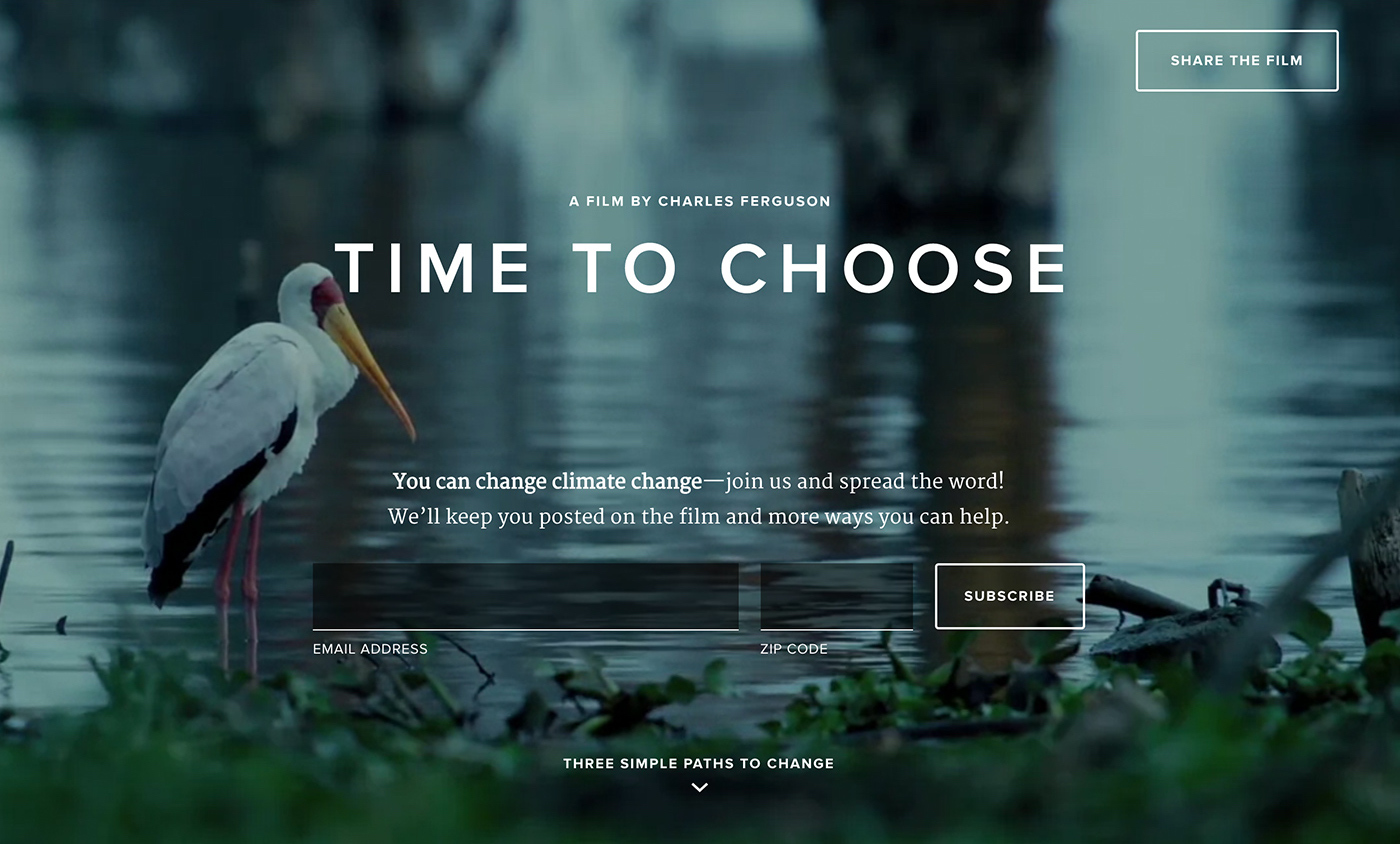 SHARE THE FILM
A FILM BY CHARLES FERGUSON
TIME TO CHOOSE
You can change climate change—join us and spread the word!
We’ll keep you posted on the film and more ways you can help.
SUBSCRIBE
EMAIL ADDRESS
ZIP CODE
THREE SIMPLE PATHS TO CHANGE